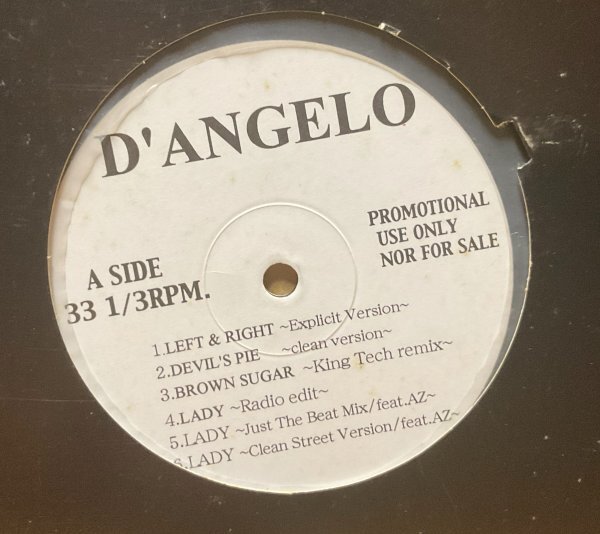 D'ANGELO
PROMOTIONAL
USE ONLY
NOR FOR SALE
A SIDE
33 1/3RPM.
1.LEFT & RIGHT ~Explicit Version~
2.DEVIL'S PIE ~clean version~
3.BROWN SUGAR ~King Tech remix~
4.LADY ~Radio edit~
5.LADY ~Just The Beat Mix/feat.AZ~
6.LADY ~Clean Street Version/feat.AZ~